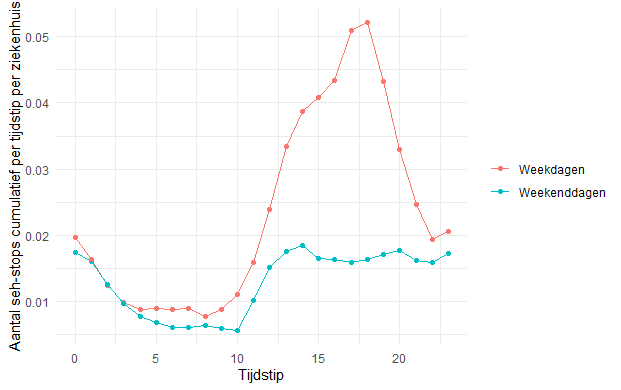 Aantal seh-stops cumulatief per tijdstip per ziekenhuis
0.05
0.04
0.03
0.02
0.01
0
5
10
15
20
Tijdstip
Weekdagen
Weekenddagen